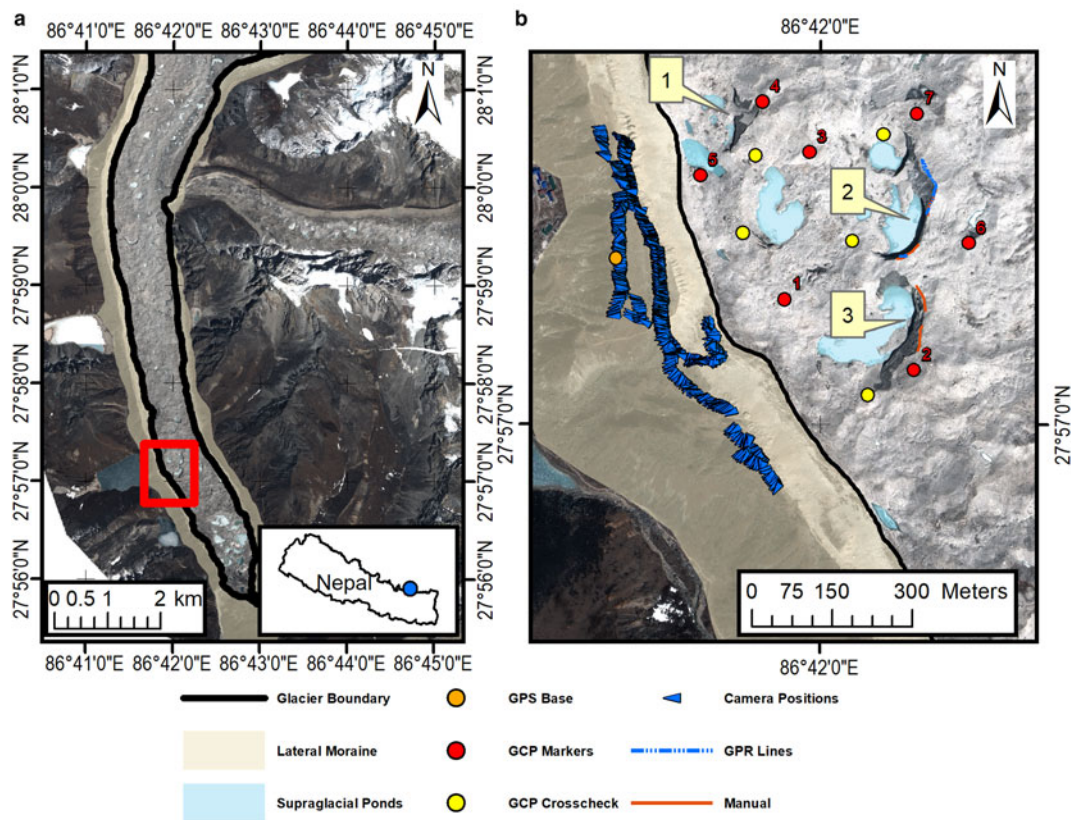 a
86°41'0"E 86°42'0"E 86°43'0"E 86°44'0"E 86°45'0"E
28°1'0"N
28°0'0"N
27°59'0"N
27°58'0"N
27°57'0"N
27°56'0"N
N
28°1'0"N
28°0'0"N
27°59'0"N
27°58'0"N
27°57'0"N
27°56'0"N
0 0.5 1 2 km
Nepal
86°41'0"E 86°42'0"E 86°43'0"E 86°44'0"E 86°45'0"E
b
86°42'0"E
N
1
4
7
3
5
2
6
1
3
2
27°57'0"N
27°57'0"N
0 75 150 300 Meters
86°42'0"E
Glacier Boundary
GPS Base
Camera Positions
Lateral Moraine
GCP Markers
GPR Lines
Supraglacial Ponds
GCP Crosscheck
Manual